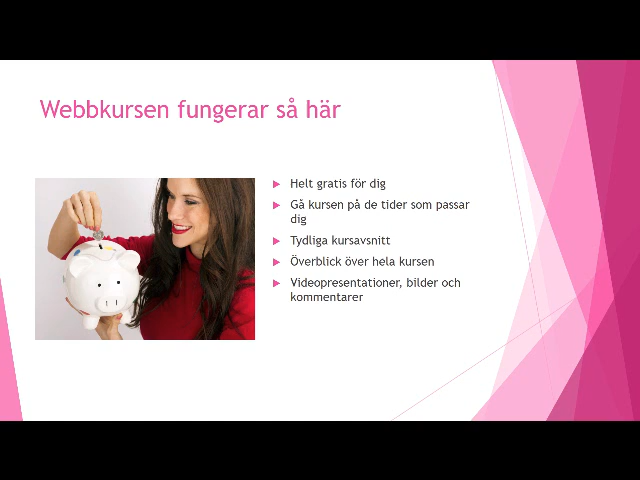 Webbkursen fungerar så här
Helt gratis för dig
Gå kursen på de tider som passar
dig
Tydliga kursavsnitt
Överblick över hela kursen
Videopresentationer, bilder och
kommentarer